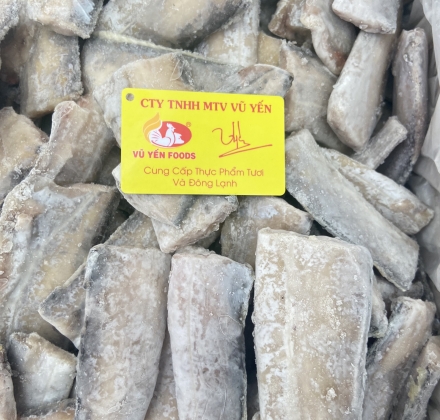 CTY TNHH MTV VŨ YẾN
VŨ YẾN FOODS
Cung Cấp Thực Phẩm Tươi
Và Đông Lạnh